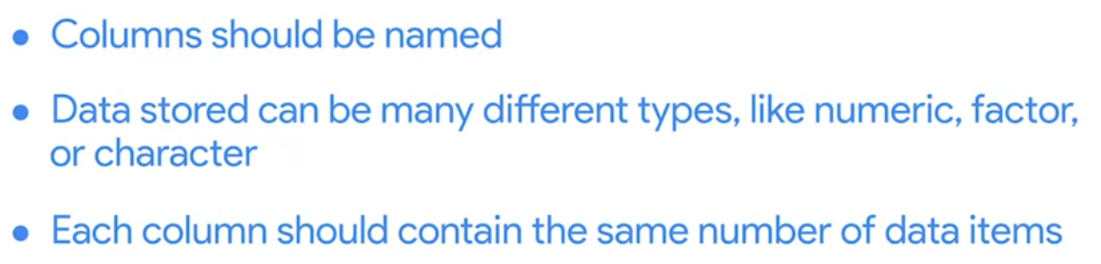 • Columns should be named
• Data stored can be many different types, like numeric, factor,
or character
• Each column should contain the same number of data items